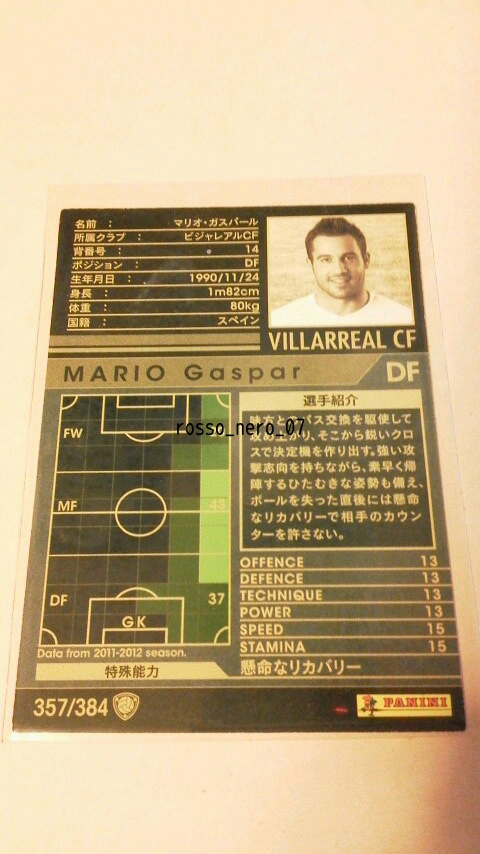 名前 : マリオ・ガスパール
所属クラブ : ビジャレアルCF
背番号 : 14
ポジション : DF
生年月日 : 1990/11/24
身長 : 1m82cm
体重 : 80kg
国籍 : スペイン
VILLARREAL CF
MARIO Gaspar DF
選手紹介
味方とのパス交換を駆使して
攻め上がり、そこから鋭いクロ
スで決定機を作り出す。強い攻
撃志向を持ちながら、素早く帰
陣するひたむきな姿勢も備え、
ボールを失った直後には懸命
なリカバリーで相手のカウン
ターを許さない。
rosso_nero_07
FW
MF 43
DF 37
GK
Data from 2011-2012 season.
OFFENCE 13
DEFENCE 13
TECHNIQUE 13
POWER 13
SPEED 15
STAMINA 15
特殊能力 懸命なリカバリー
357/384
PANINI